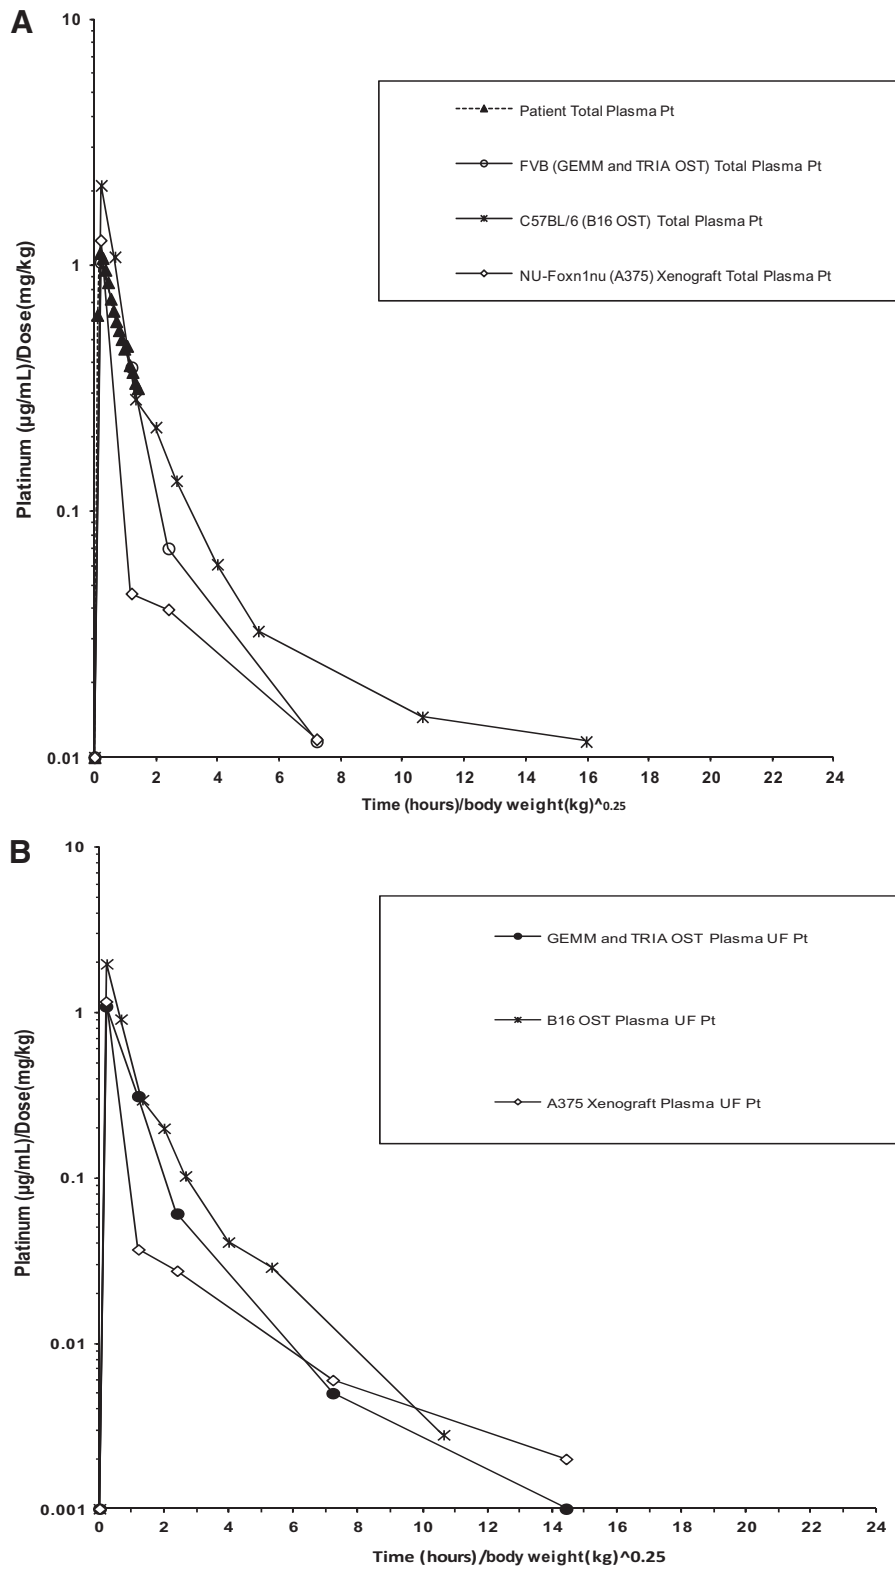 A
10
Patient Total Plasma Pt
FVB (GEMM and TRIA OST) Total Plasma Pt
C57BL/6 (B16 OST) Total Plasma Pt
NU-Foxn1nu (A375) Xenograft Total Plasma Pt
1
0.1
0.01
Platinum (µg/mL)/Dose(mg/kg)
0 2 4 6 8 10 12 14 16 18 20 22 24
Time (hours)/body weight(kg)^0.25
B
10
GEMM and TRIA OST Plasma UF Pt
B16 OST Plasma UF Pt
A375 Xenograft Plasma UF Pt
1
0.1
0.01
0.001
Platinum (µg/mL)/Dose(mg/kg)
0 2 4 6 8 10 12 14 16 18 20 22 24
Time (hours)/body weight(kg)^0.25